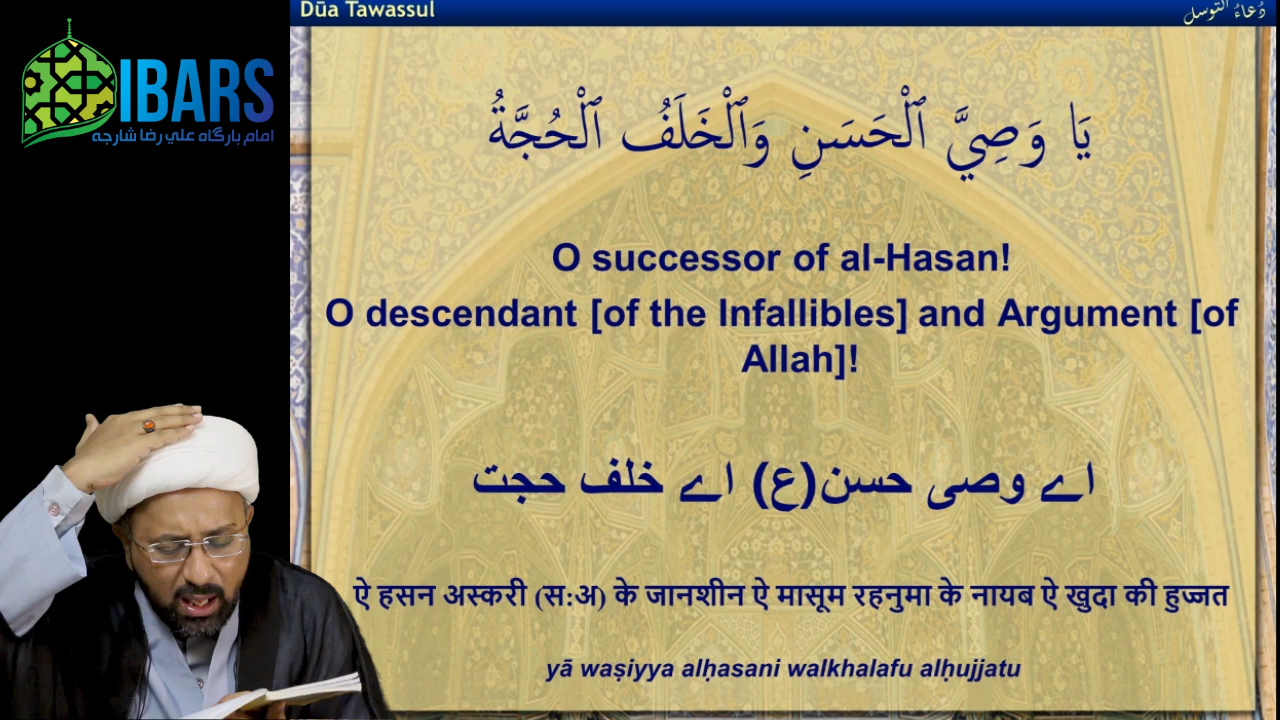 Dūa Tawassul
دُعاءُ التوسل
IBARS
امام بارگاه علي رضا شارجه
يَا وَصِيَّ ٱلْحَسَنِ وَٱلْخَلَفُ ٱلْحُجَّةُ
O successor of al-Hasan!
O descendant [of the Infallibles] and Argument [of
Allah]!
اے وصی حسن(ع) اے خلف حجت
ऐ हसन अस्करी (स:अ) के जानशीन ऐ मासूम रहनुमा के नायब ऐ खुदा की हुज्जत
yā waṣiyya alḥasani walkhalafu alḥujjatu